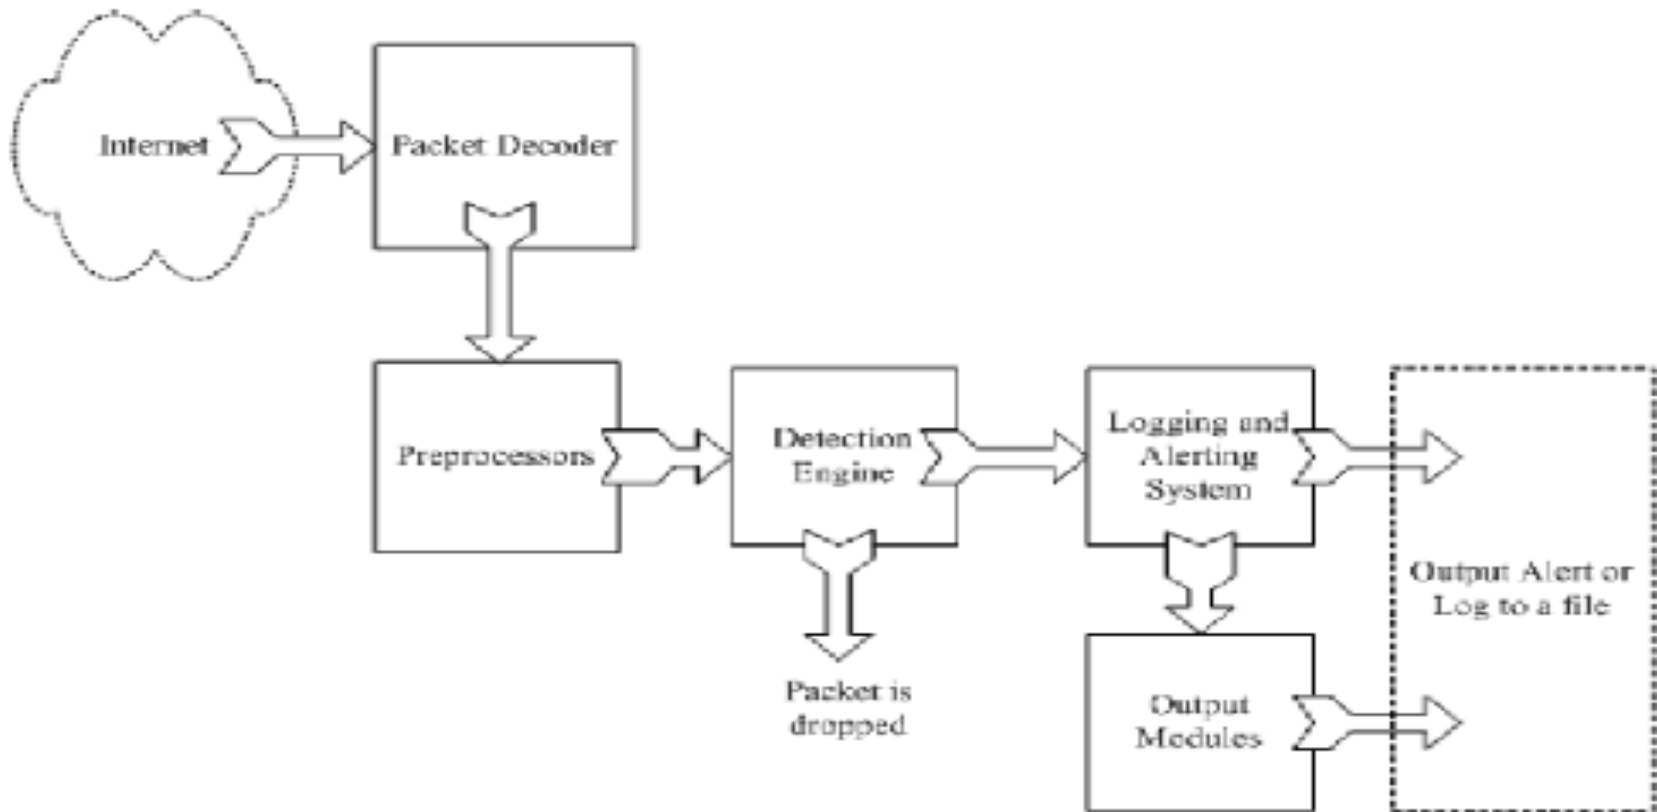 Internet
Packet Decoder
Preprocessors
Detection
Engine
Logging and
Alerting
System
Packet is
dropped
Output
Modules
Output Alert or
Log to a file